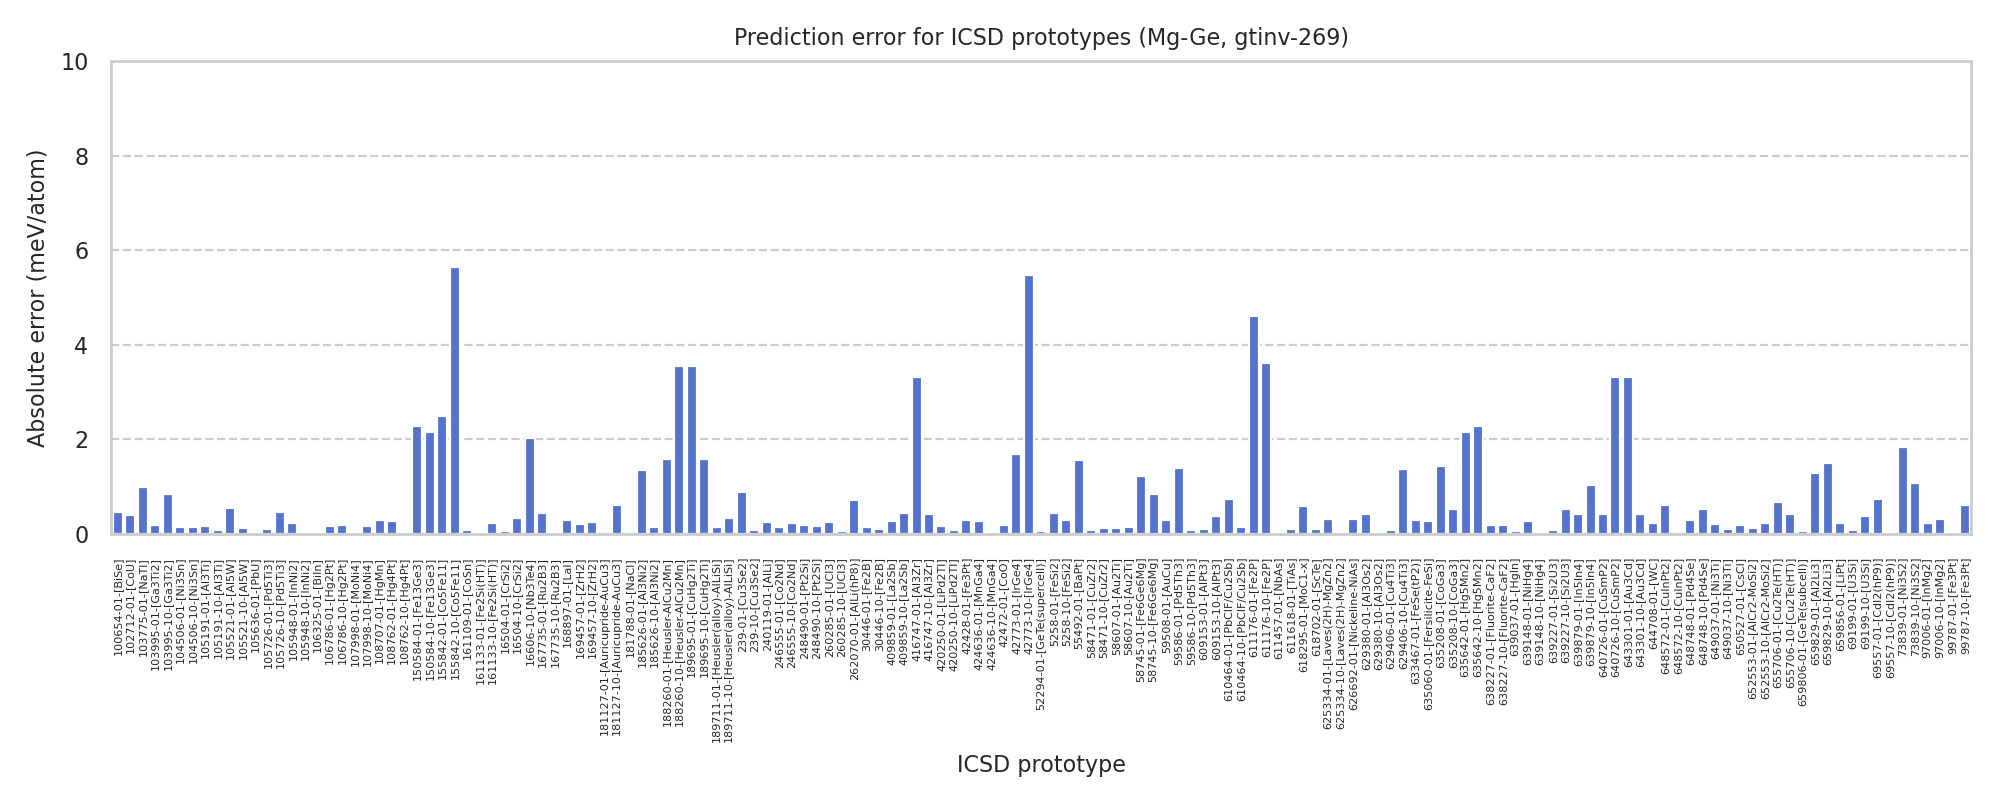 Prediction error for ICSD prototypes (Mg-Ge, gtinv-269)
Absolute error (meV/atom)
10
8
6
4
2
0
100654-01-[BiSe]
102712-01-[CoU]
103775-01-[NaTl]
103995-01-[Ga3Ti2]
103995-10-[Ga3Ti2]
104506-01-[Ni3Sn]
104506-10-[Ni3Sn]
105191-01-[Al3Ti]
105191-10-[Al3Ti]
105521-01-[Al5W]
105521-10-[Al5W]
105636-01-[PbU]
105726-01-[Pd5Ti3]
105726-10-[Pd5Ti3]
105948-01-[InNi2]
105948-10-[InNi2]
106325-01-[BiIn]
106786-01-[Hg2Pt]
106786-10-[Hg2Pt]
107998-01-[MoNi4]
107998-10-[MoNi4]
108707-01-[HgMn]
108762-01-[Hg4Pt]
108762-10-[Hg4Pt]
150584-01-[Fe13Ge3]
150584-10-[Fe13Ge3]
155842-01-[Co5Fe11]
155842-10-[Co5Fe11]
161109-01-[CoSn]
161133-01-[Fe2Si(HT)]
161133-10-[Fe2Si(HT)]
16504-01-[CrSi2]
16504-10-[CrSi2]
166006-10-[Nb3Te4]
167735-01-[Ru2B3]
167735-10-[Ru2B3]
168897-01-[LaI]
169457-01-[ZrH2]
169457-10-[ZrH2]
181127-01-[Auricupride-AuCu3]
181127-10-[Auricupride-AuCu3]
181788-01-[NaCl]
185626-01-[Al3Ni2]
185626-10-[Al3Ni2]
188260-01-[Heusler-AlCu2Mn]
188260-10-[Heusler-AlCu2Mn]
189695-01-[CuHg2Ti]
189695-10-[CuHg2Ti]
189711-01-[Heusler(alloy)-AlLiSi]
189711-10-[Heusler(alloy)-AlLiSi]
239-01-[Cu3Se2]
239-10-[Cu3Se2]
240119-01-[AlLi]
246555-01-[Co2Nd]
246555-10-[Co2Nd]
248490-01-[Pt2Si]
248490-10-[Pt2Si]
260285-01-[UCl3]
260285-10-[UCl3]
262070-01-[AlLi(hP8)]
30446-01-[Fe2B]
30446-10-[Fe2B]
409859-01-[La2Sb]
409859-10-[La2Sb]
416747-01-[Al3Zr]
416747-10-[Al3Zr]
420250-01-[LiPd2Tl]
420250-10-[LiPd2Tl]
42428-01-[FePt]
424636-01-[MnGa4]
424636-10-[MnGa4]
42472-01-[CoO]
42773-01-[IrGe4]
42773-10-[IrGe4]
52294-01-[GeTe(supercell)]
5258-01-[FeSi2]
5258-10-[FeSi2]
55492-01-[BaPt]
58471-01-[CuZr2]
58471-10-[CuZr2]
58607-01-[Au2Ti]
58607-10-[Au2Ti]
58745-01-[Fe6Ge6Mg]
58745-10-[Fe6Ge6Mg]
59508-01-[AuCu]
59586-01-[Pd5Th3]
59586-10-[Pd5Th3]
609153-01-[AlPt3]
609153-10-[AlPt3]
610464-01-[PbClF/Cu2Sb]
610464-10-[PbClF/Cu2Sb]
611176-01-[Fe2P]
611176-10-[Fe2P]
611457-01-[NbAs]
611618-01-[TiAs]
618295-01-[MoC1-x]
618702-01-[ScTe]
625334-01-[Laves(2H)-MgZn2]
625334-10-[Laves(2H)-MgZn2]
626692-01-[Nickeline-NiAs]
629380-01-[Al3Os2]
629380-10-[Al3Os2]
629406-01-[Cu4Ti3]
629406-10-[Cu4Ti3]
633467-01-[FeSe(tP2)]
635060-01-[Fersilicite-FeSi]
635208-01-[CoGa3]
635208-10-[CoGa3]
635642-01-[Hg5Mn2]
635642-10-[Hg5Mn2]
638227-01-[Fluorite-CaF2]
638227-10-[Fluorite-CaF2]
639037-01-[HgIn]
639148-01-[NiHg4]
639148-10-[NiHg4]
639227-01-[Si2U3]
639227-10-[Si2U3]
639879-01-[In5In4]
639879-10-[In5In4]
640726-01-[CuSmP2]
640726-10-[CuSmP2]
643301-01-[Au3Cd]
643301-10-[Au3Cd]
644708-01-[WC]
648572-01-[CuInPt2]
648572-10-[CuInPt2]
648748-01-[Pd4Se]
648748-10-[Pd4Se]
649037-01-[Ni3Ti]
649037-10-[Ni3Ti]
650527-01-[CsCl]
652553-01-[AlCr2-MoSi2]
652553-10-[AlCr2-MoSi2]
655706-01-[Cu2Te(HT)]
655706-10-[Cu2Te(HT)]
659806-01-[GeTe(subcell)]
659829-01-[Al2Li3]
659829-10-[Al2Li3]
659856-01-[LiPt]
69199-01-[U3Si]
69199-10-[U3Si]
69557-01-[CdI2(hP9)]
69557-10-[CdI2(hP9)]
73839-01-[Ni3S2]
73839-10-[Ni3S2]
97006-01-[InMg2]
97006-10-[InMg2]
99787-01-[Fe3Pt]
99787-10-[Fe3Pt]
ICSD prototype